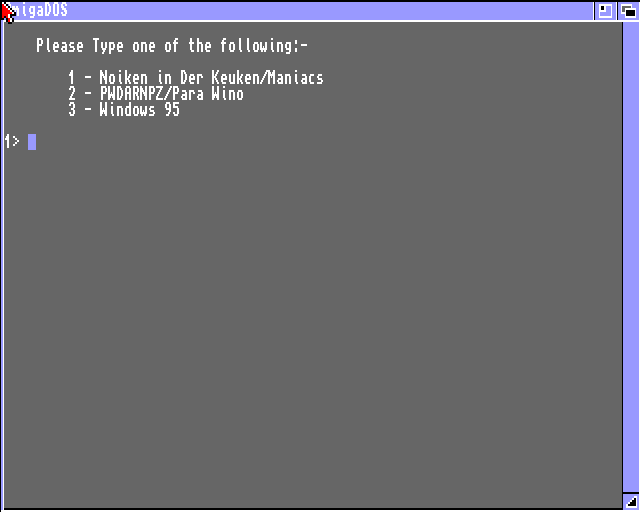 AmigaDOS
Please Type one of the following:-
1 - Noiken in Der Keuken/Maniacs
2 - PWDARNPZ/Para Wino
3 - Windows 95
1>